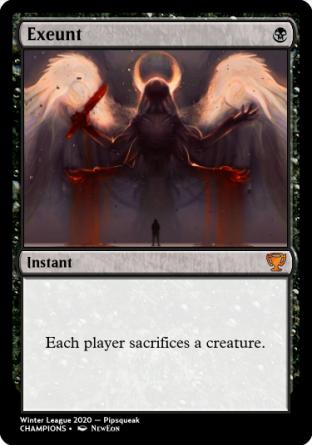 Exeunt
Instant
Each player sacrifices a creature.
Winter League 2020 — Pipsqueak
CHAMPIONS • NewEon